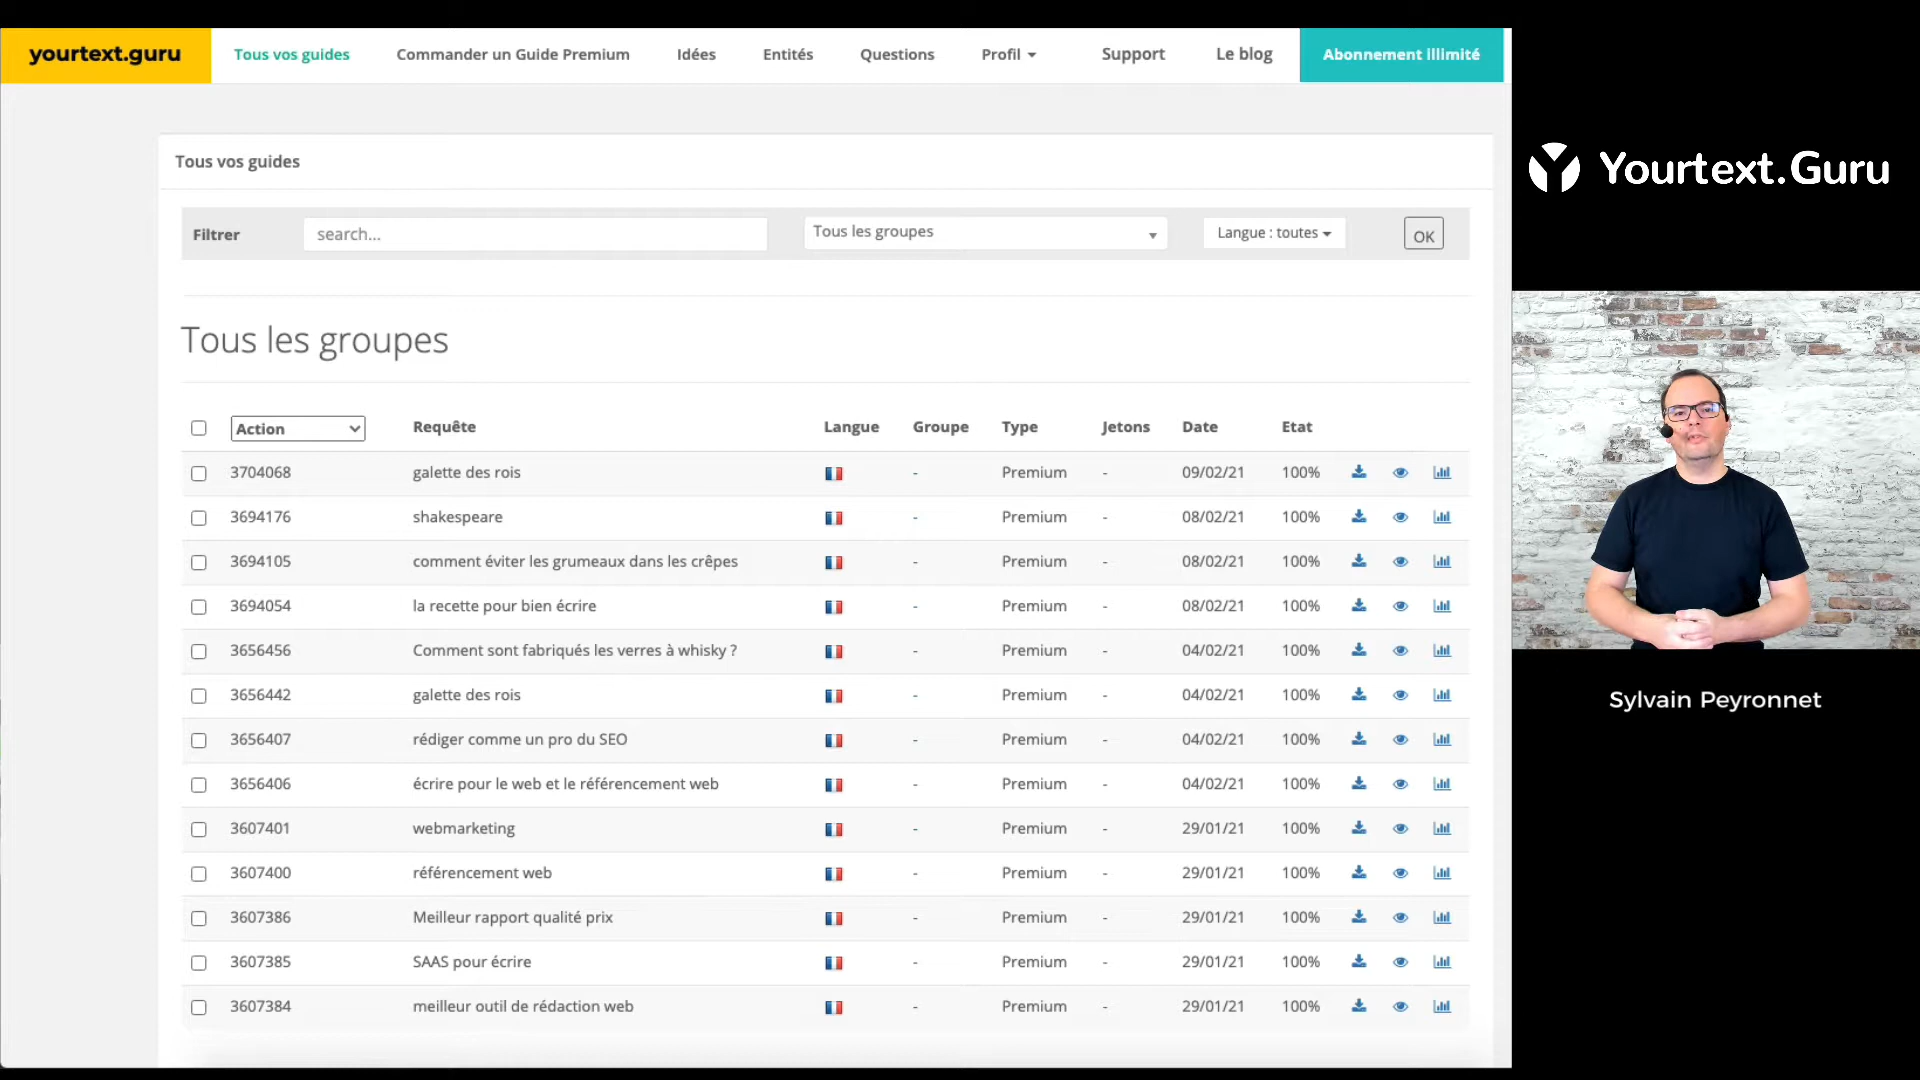 yourtext.guru Tous vos guides Commander un Guide Premium Idées Entités Questions Profil Support Le blog Abonnement Illimité
Tous vos guides
Filtrer search... Tous les groupes Langue : toutes OK
Tous les groupes
Action Requête Langue Groupe Type Jetons Date Etat
3704068 galette des rois - Premium - 09/02/21 100%
3694176 shakespeare - Premium - 08/02/21 100%
3694105 comment éviter les grumeaux dans les crêpes - Premium - 08/02/21 100%
3694054 la recette pour bien écrire - Premium - 08/02/21 100%
3656456 Comment sont fabriqués les verres à whisky ? - Premium - 04/02/21 100%
3656442 galette des rois - Premium - 04/02/21 100%
3656407 rédiger comme un pro du SEO - Premium - 04/02/21 100%
3656406 écrire pour le web et le référencement web - Premium - 04/02/21 100%
3607401 webmarketing - Premium - 29/01/21 100%
3607400 référencement web - Premium - 29/01/21 100%
3607386 Meilleur rapport qualité prix - Premium - 29/01/21 100%
3607385 SAAS pour écrire - Premium - 29/01/21 100%
3607384 meilleur outil de rédaction web - Premium - 29/01/21 100%
Yourtext.Guru
Sylvain Peyronnet